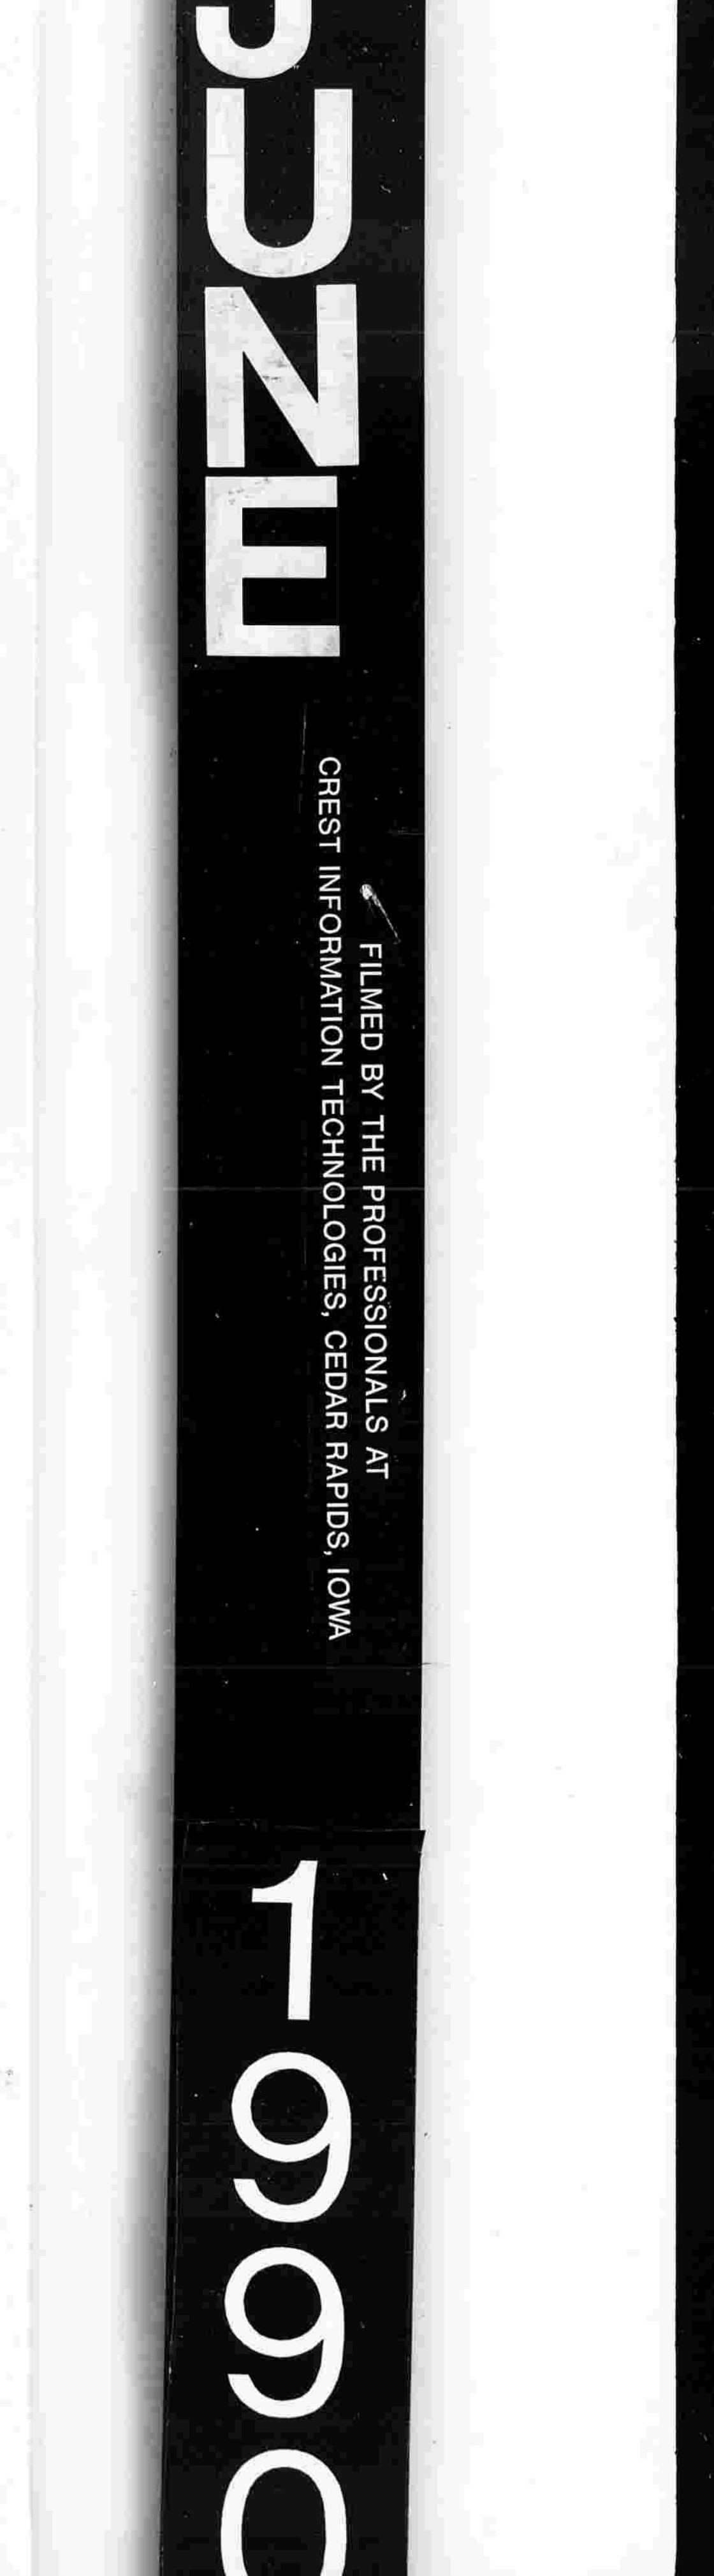 JUNE
FILMED BY THE PROFESSIONALS AT
CREST INFORMATION TECHNOLOGIES, CEDAR RAPIDS, IOWA
1990